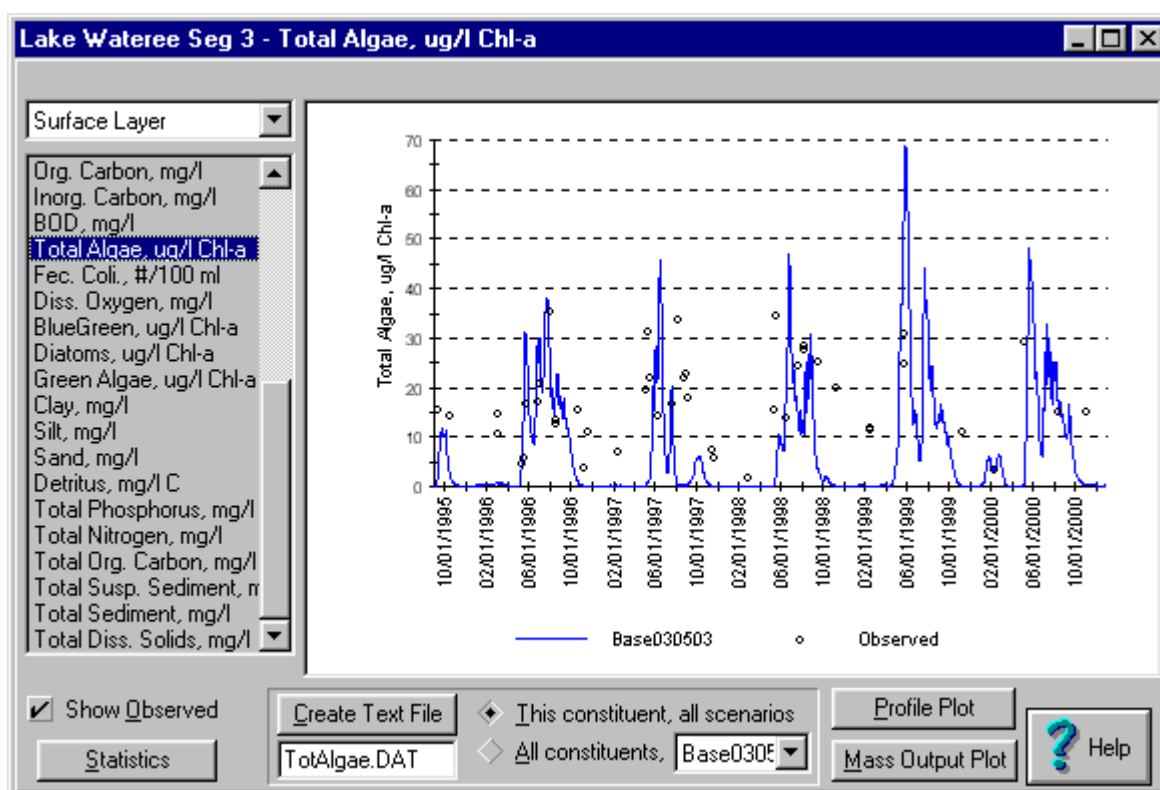 Lake Wateree Seg 3 - Total Algae, ug/l Chl-a
Surface Layer
Org. Carbon, mg/l
Inorg. Carbon, mg/l
BOD, mg/l
Total Algae, ug/l Chl-a
Fec. Coli., #/100 ml
Diss. Oxygen, mg/l
BlueGreen, ug/l Chl-a
Diatoms, ug/l Chl-a
Green Algae, ug/l Chl-a
Clay, mg/l
Silt, mg/l
Sand, mg/l
Detritus, mg/l C
Total Phosphorus, mg/l
Total Nitrogen, mg/l
Total Org. Carbon, mg/l
Total Susp. Sediment, m
Total Sediment, mg/l
Total Diss. Solids, mg/l
Total Algae, ug/l Chl-a
70
60
50
40
30
20
10
0
10/01/1995
02/01/1996
06/01/1996
10/01/1996
02/01/1997
06/01/1997
10/01/1997
02/01/1998
06/01/1998
10/01/1998
02/01/1999
06/01/1999
10/01/1999
02/01/2000
06/01/2000
10/01/2000
Base030503
Observed
Show Observed
Statistics
Create Text File
TotAlgae.DAT
This constituent, all scenarios
All constituents,
Base0305
Profile Plot
Mass Output Plot
? Help